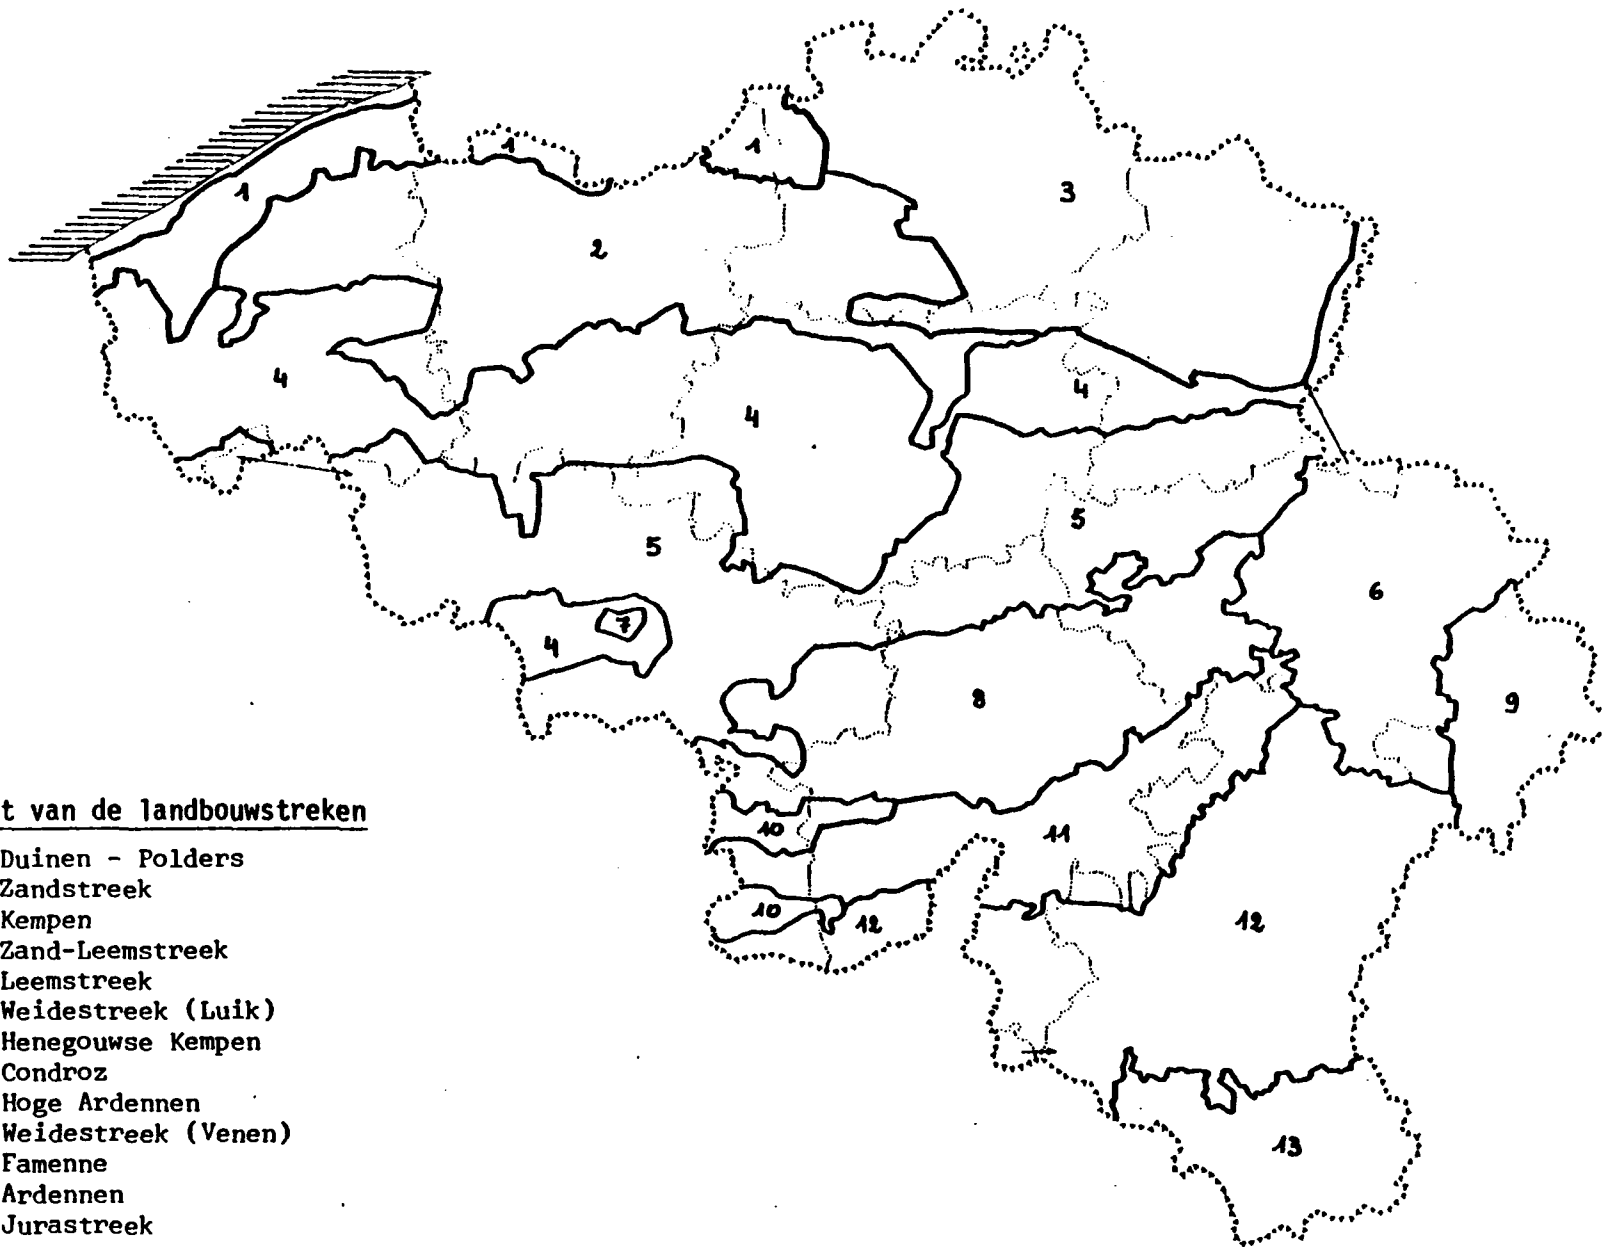 1
1
1
3
2
4
4
4
5
5
6
7
4
8
9
t van de landbouwstreken
10
11
Duinen - Polders
Zandstreek
Kempen
10
12
12
Zand-Leemstreek
Leemstreek
Weidestreek (Luik)
Henegouwse Kempen
Condroz
Hoge Ardennen
Weidestreek (Venen)
13
Famenne
Ardennen
Jurastreek